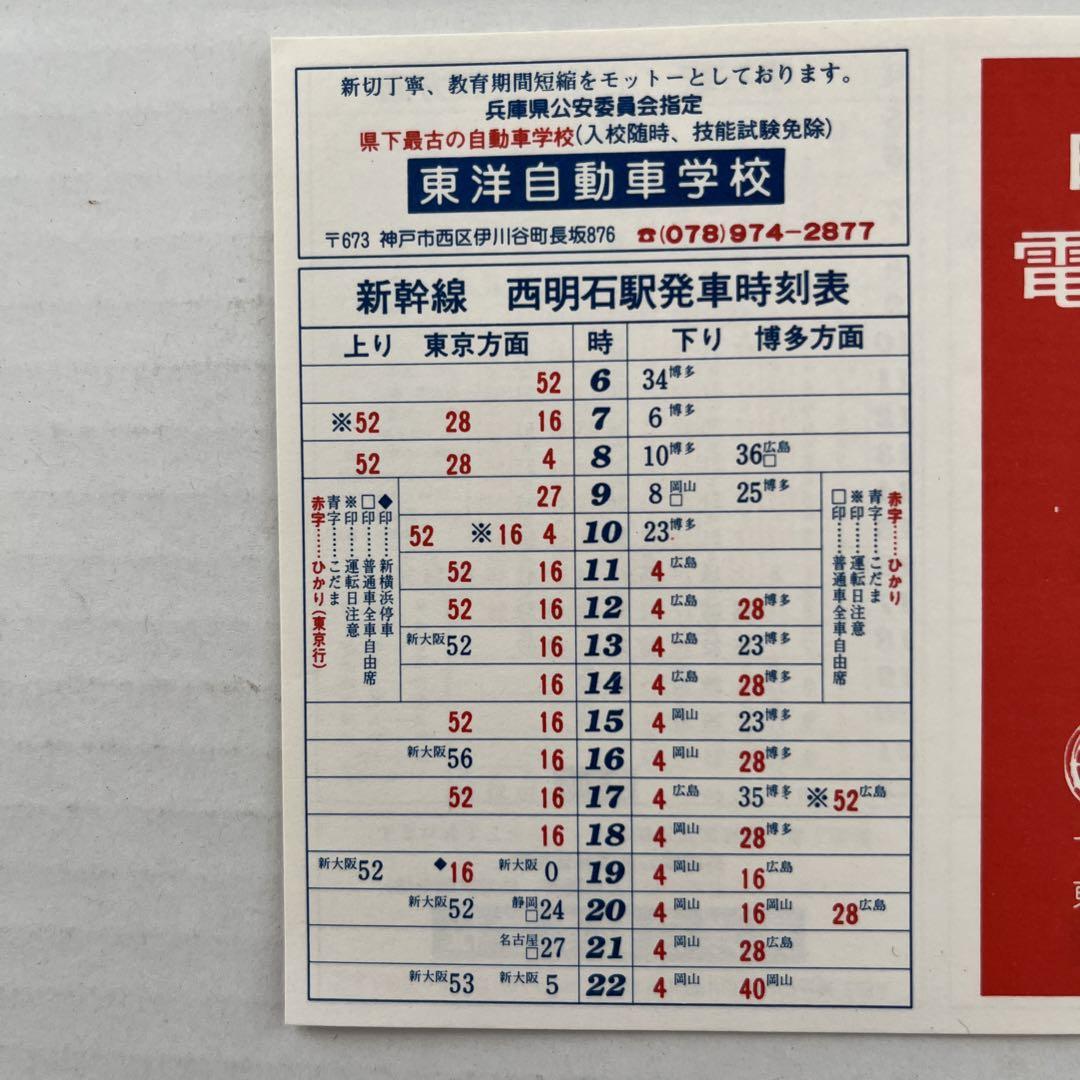 新切丁寧、教育期間短縮をモットーとしております。
兵庫県公安委員会指定
県下最古の自動車学校(入校随時、技能試験免除)
東洋自動車学校
〒673 神戸市西区伊川谷町長坂876 ☎(078)974-2877
新幹線 西明石駅発車時刻表
上り 東京方面 時 下り 博多方面
52 6 34博多
※52 28 16 7 6博多
52 28 4 8 10博多 36広島□
27 9 8岡山□ 25博多
52 ※16 4 10 23博多
52 16 11 4広島
52 16 12 4広島 28博多
新大阪52 16 13 4広島 23博多
16 14 4広島 28博多
52 16 15 4岡山 23博多
新大阪56 16 16 4岡山 28博多
52 16 17 4広島 35博多 ※52広島
16 18 4岡山 28博多
新大阪52 ◆16 新大阪0 19 4岡山 16広島
新大阪52 静岡□24 20 4岡山 16岡山 28広島
名古屋□27 21 4岡山 28広島
新大阪53 新大阪5 22 4岡山 40岡山
◆印……新横浜停車
□印……普通車全車自由席
※印……運転日注意
青字……こだま
赤字……ひかり(東京行)
赤字……ひかり
青字……こだま
※印……運転日注意
□印……普通車全車自由席
電